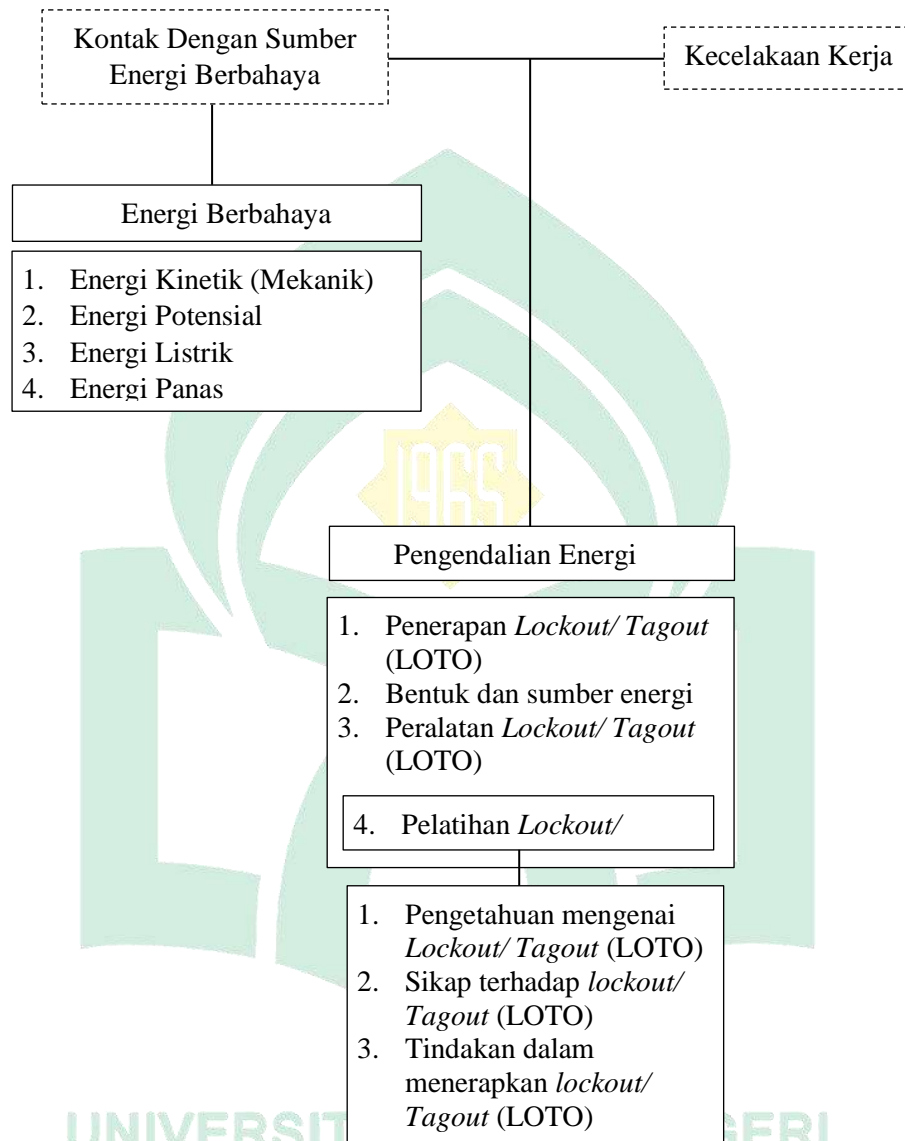 Kontak Dengan Sumber
Energi Berbahaya
Kecelakaan Kerja
Energi Berbahaya
1. Energi Kinetik (Mekanik)
2. Energi Potensial
3. Energi Listrik
4. Energi Panas
1965
Pengendalian Energi
1. Penerapan Lockout/ Tagout
(LOTO)
2. Bentuk dan sumber energi
3. Peralatan Lockout/ Tagout
(LOTO)
4. Pelatihan Lockout/
1. Pengetahuan mengenai
Lockout/ Tagout (LOTO)
2. Sikap terhadap lockout/
Tagout (LOTO)
3. Tindakan dalam
menerapkan lockout/
Tagout (LOTO)